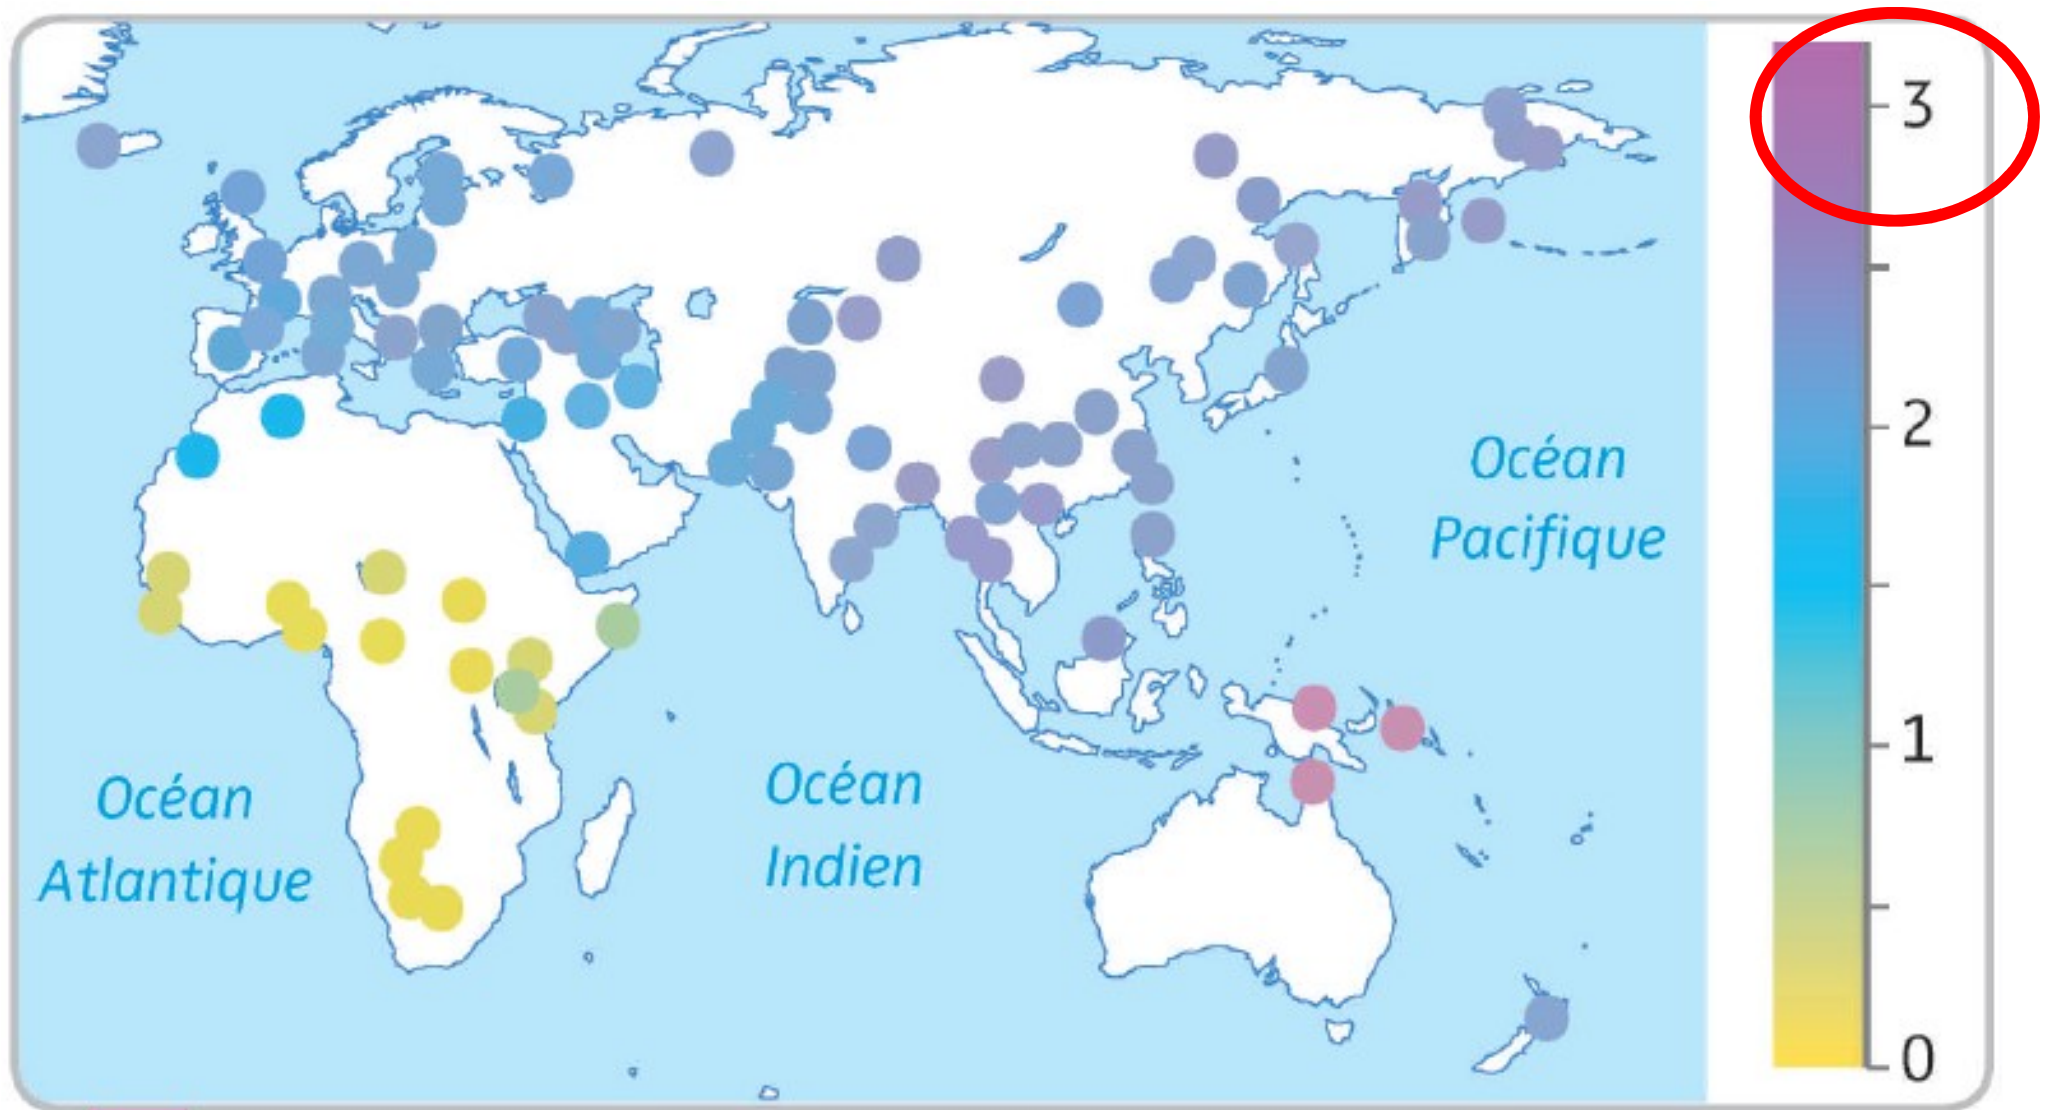 3
2
Océan
Pacifique
1
Océan
Atlantique
Océan
Indien
0